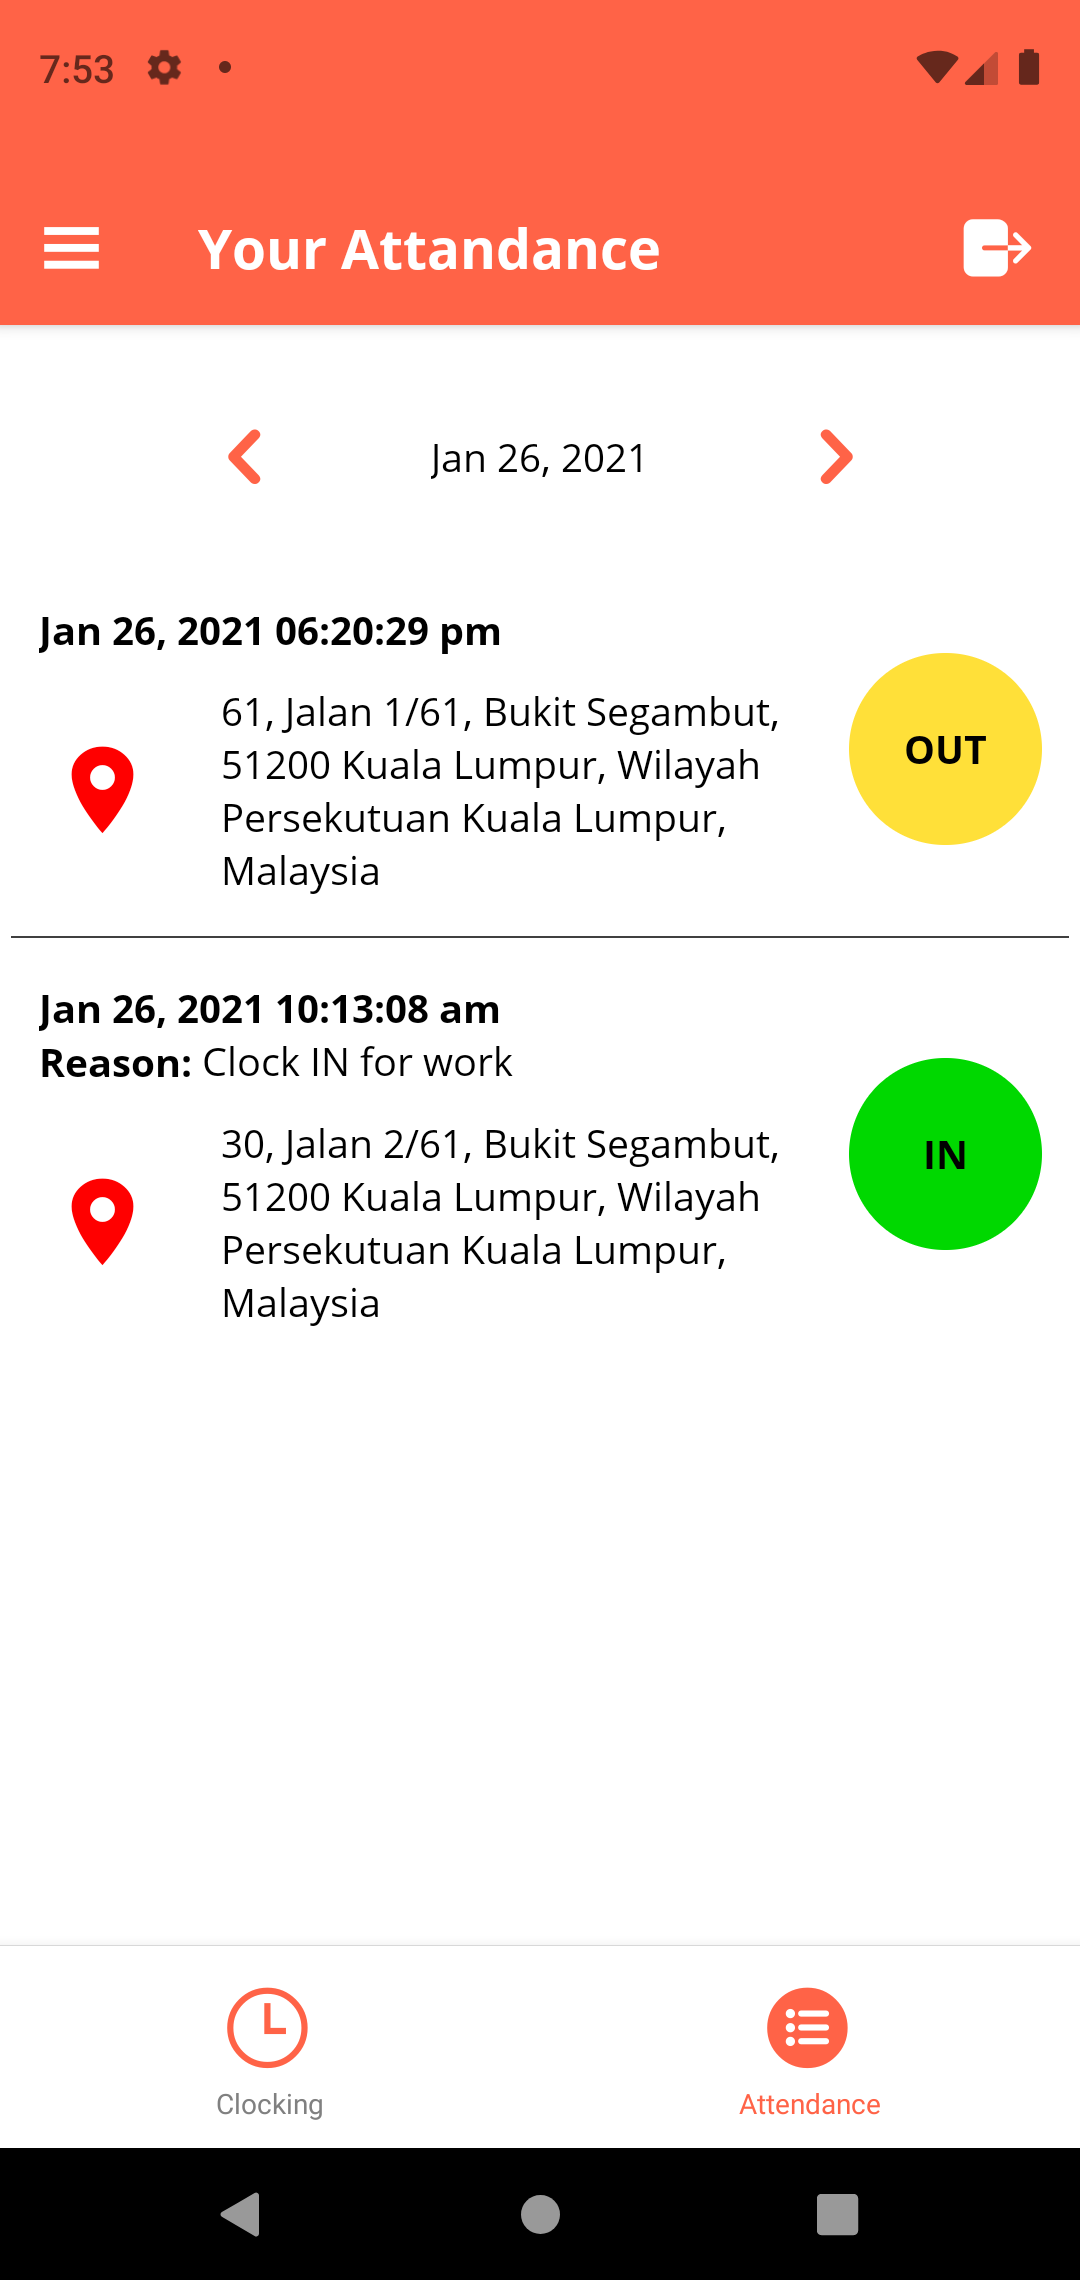 7:53
Your Attandance
Jan 26, 2021
Jan 26, 2021 06:20:29 pm
61, Jalan 1/61, Bukit Segambut,
51200 Kuala Lumpur, Wilayah
Persekutuan Kuala Lumpur,
Malaysia
OUT
Jan 26, 2021 10:13:08 am
Reason: Clock IN for work
30, Jalan 2/61, Bukit Segambut,
51200 Kuala Lumpur, Wilayah
Persekutuan Kuala Lumpur,
Malaysia
IN
Clocking
Attendance